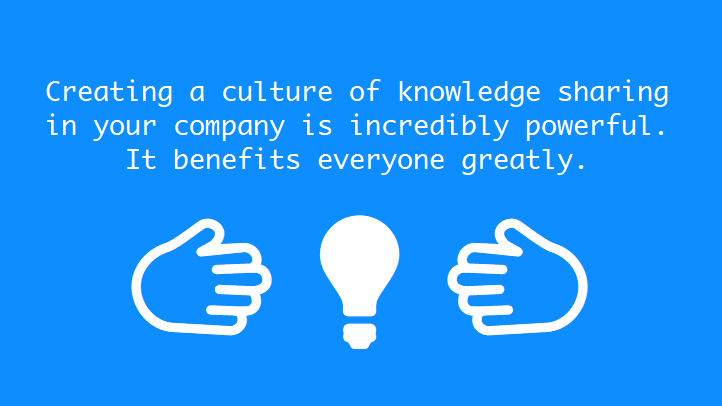 Creating a culture of knowledge sharing
in your company is incredibly powerful.
It benefits everyone greatly.